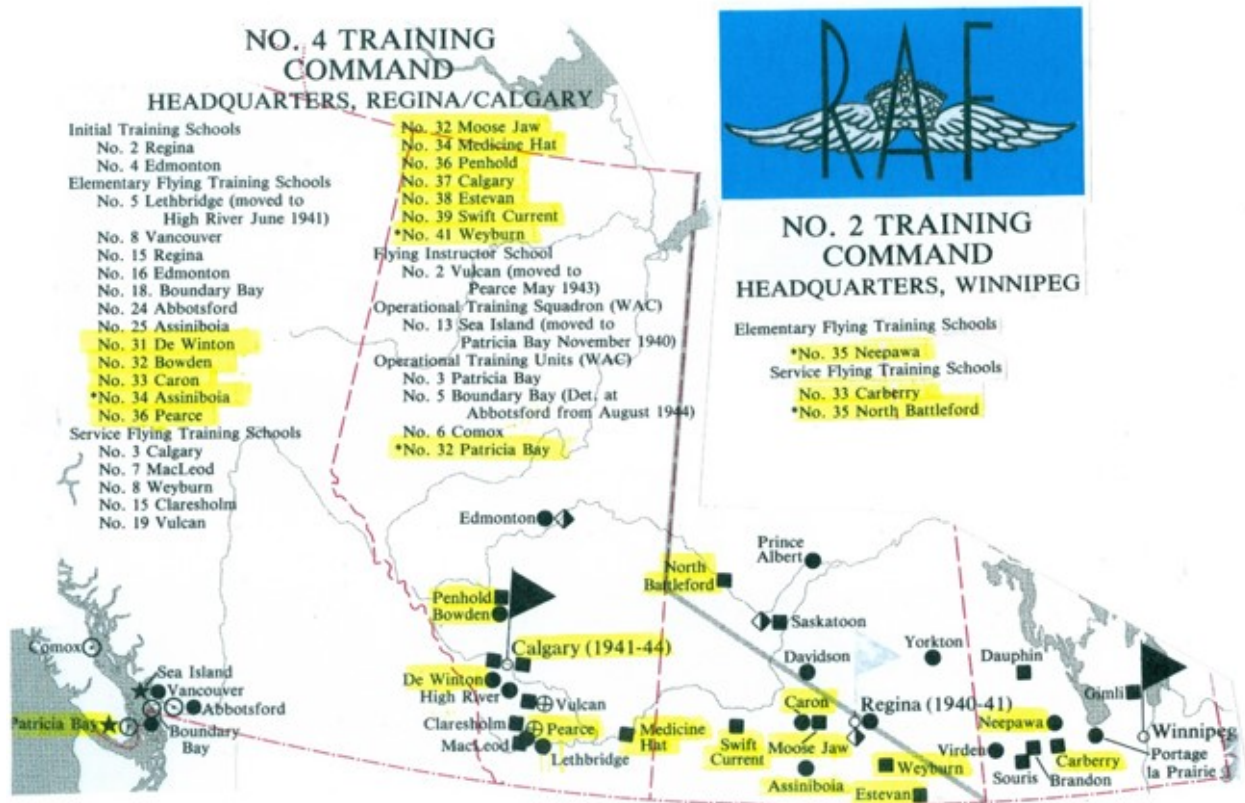 NO. 4 TRAINING
COMMAND
HEADQUARTERS, REGINA/CALGARY
Initial Training Schools
No. 2 Regina
No. 4 Edmonton
Elementary Flying Training Schools
No. 5 Lethbridge (moved to
High River June 1941)
No. 8 Vancouver
No. 15 Regina
No. 16 Edmonton
No. 18. Boundary Bay
No. 24 Abbotsford
No. 25 Assiniboia
No. 31 De Winton
No. 32 Bowden
No. 33 Caron
*No. 34 Assiniboia
No. 36 Pearce
Service Flying Training Schools
No. 3 Calgary
No. 7 MacLeod
No. 8 Weyburn
No. 15 Claresholm
No. 19 Vulcan
No. 32 Moose Jaw
No. 34 Medicine Hat
No. 36 Penhold
No. 37 Calgary
No. 38 Estevan
No. 39 Swift Current
*No. 41 Weyburn
Flying Instructor School
No. 2 Vulcan (moved to
Pearce May 1943)
Operational Training Squadron (WAC)
No. 13 Sea Island (moved to
Patricia Bay November 1940)
Operational Training Units (WAC)
No. 3 Patricia Bay
No. 5 Boundary Bay (Det. at
Abbotsford from August 1944)
No. 6 Comox
*No. 32 Patricia Bay
RAF
NO. 2 TRAINING
COMMAND
HEADQUARTERS, WINNIPEG
Elementary Flying Training Schools
*No. 35 Neepawa
Service Flying Training Schools
No. 33 Carberry
*No. 35 North Battleford
Edmonton
Prince
Albert
North
Battleford
Penhold
Bowden
Saskatoon
Comox
Calgary (1941-44)
Yorkton
Sea Island
Davidson
Dauphin
Vancouver
De Winton
Gimli
High River
Vulcan
Caron
Regina (1940-41)
Abbotsford
Patricia Bay
Claresholm
Pearce
Medicine
Hat
Swift
Current
Moose Jaw
Neepawa
Winnipeg
Boundary
Bay
MacLeod
Lethbridge
Virden
Portage
la Prairie
Weyburn
Carberry
Souris
Brandon
Assiniboia
Estevan